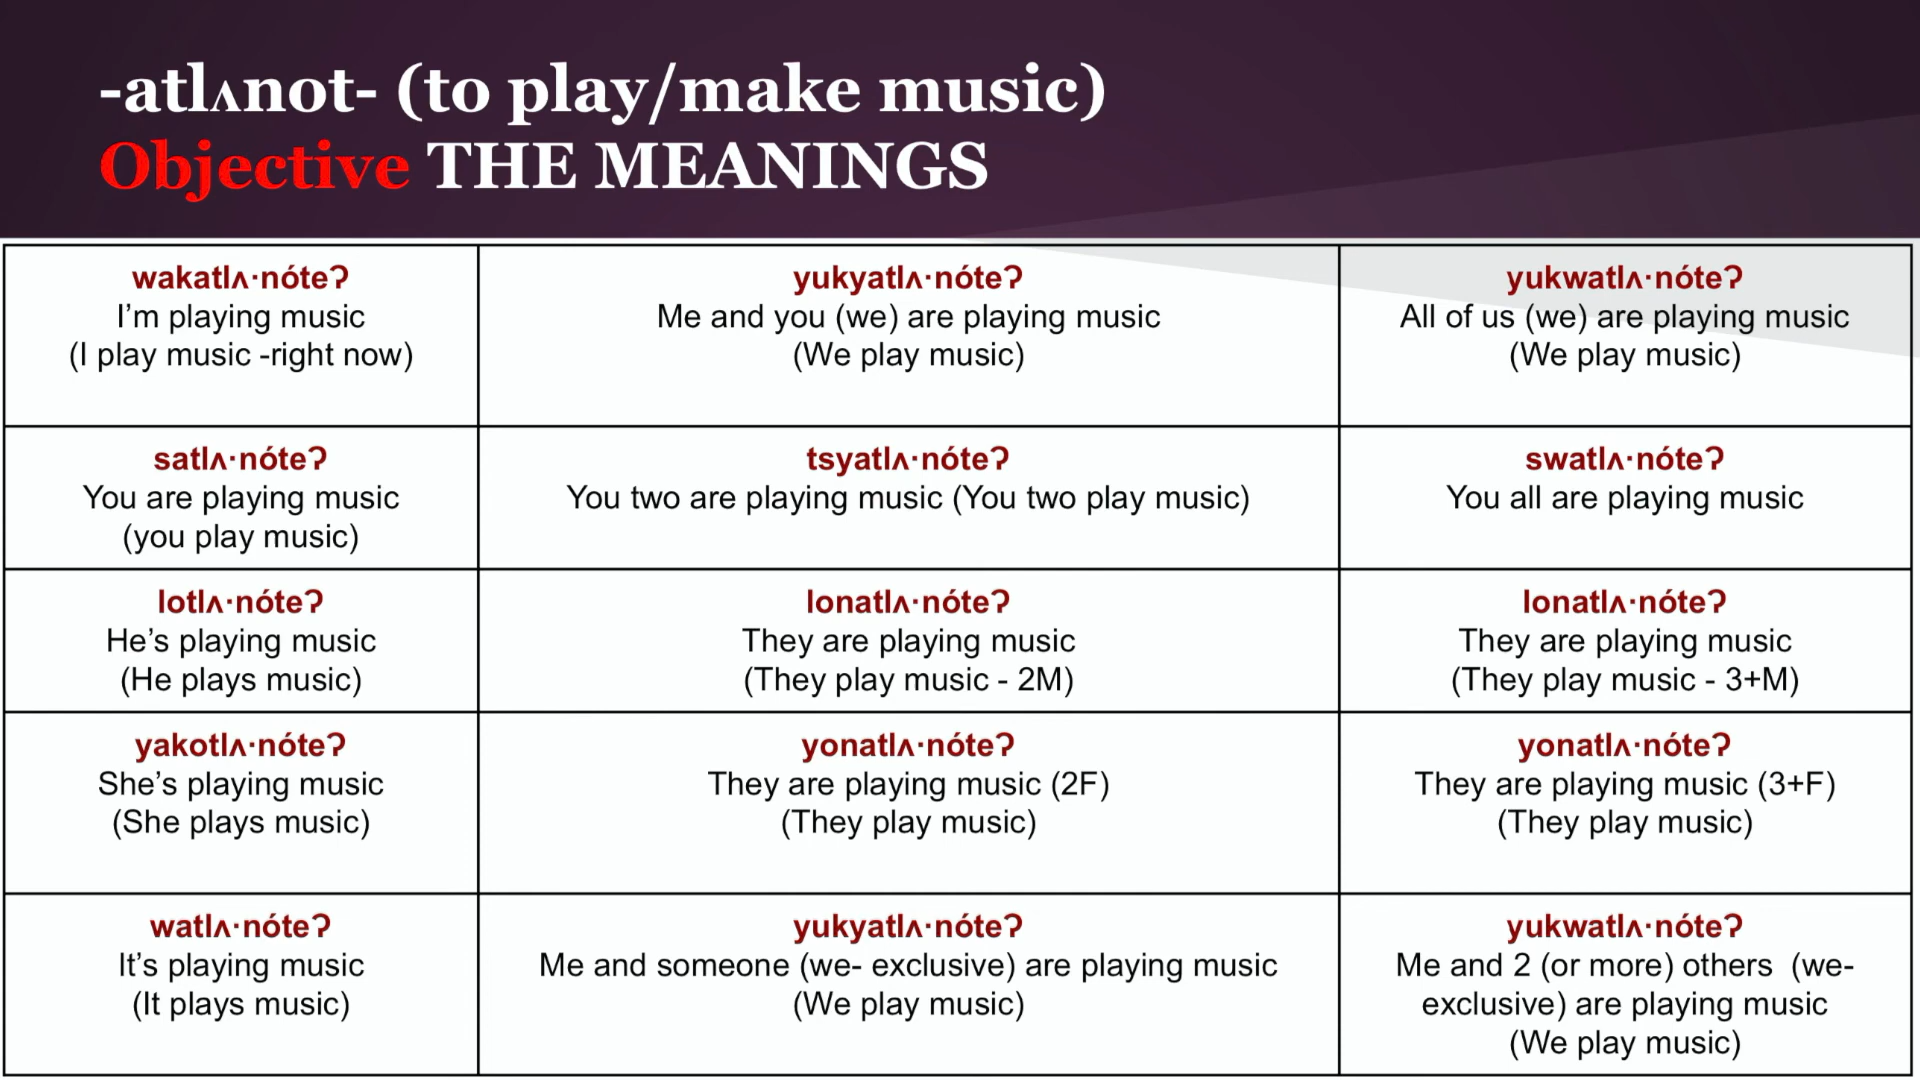 -atlʌnot- (to play/make music)
Objective THE MEANINGS
wakatlʌ·nóteʔ
I’m playing music
(I play music -right now)
yukyatlʌ·nóteʔ
Me and you (we) are playing music
(We play music)
yukwatlʌ·nóteʔ
All of us (we) are playing music
(We play music)
satlʌ·nóteʔ
You are playing music
(you play music)
tsyatlʌ·nóteʔ
You two are playing music (You two play music)
swatlʌ·nóteʔ
You all are playing music
lotlʌ·nóteʔ
He’s playing music
(He plays music)
lonatlʌ·nóteʔ
They are playing music
(They play music - 2M)
lonatlʌ·nóteʔ
They are playing music
(They play music - 3+M)
yakotlʌ·nóteʔ
She’s playing music
(She plays music)
yonatlʌ·nóteʔ
They are playing music (2F)
(They play music)
yonatlʌ·nóteʔ
They are playing music (3+F)
(They play music)
watlʌ·nóteʔ
It’s playing music
(It plays music)
yukyatlʌ·nóteʔ
Me and someone (we- exclusive) are playing music
(We play music)
yukwatlʌ·nóteʔ
Me and 2 (or more) others (we-
exclusive) are playing music
(We play music)